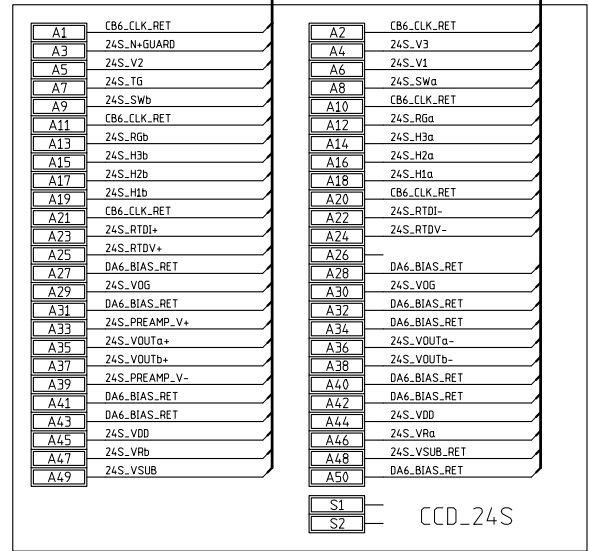 A1 CB6_CLK_RET
A3 24S_N+GUARD
A5 24S_V2
A7 24S_TG
A9 24S_SWb
A11 CB6_CLK_RET
A13 24S_RGb
A15 24S_H3b
A17 24S_H2b
A19 24S_H1b
A21 CB6_CLK_RET
A23 24S_RTDI+
A25 24S_RTDV+
A27 DA6_BIAS_RET
A29 24S_VOG
A31 DA6_BIAS_RET
A33 24S_PREAMP_V+
A35 24S_VOUTa+
A37 24S_VOUTb+
A39 24S_PREAMP_V-
A41 DA6_BIAS_RET
A43 DA6_BIAS_RET
A45 24S_VDD
A47 24S_VRb
A49 24S_VSUB
A2 CB6_CLK_RET
A4 24S_V3
A6 24S_V1
A8 24S_SWa
A10 CB6_CLK_RET
A12 24S_RGa
A14 24S_H3a
A16 24S_H2a
A18 24S_H1a
A20 CB6_CLK_RET
A22 24S_RTDI-
A24 24S_RTDV-
A26
A28 DA6_BIAS_RET
A30 24S_VOG
A32 DA6_BIAS_RET
A34 DA6_BIAS_RET
A36 24S_VOUTa-
A38 24S_VOUTb-
A40 DA6_BIAS_RET
A42 DA6_BIAS_RET
A44 24S_VDD
A46 24S_VRa
A48 24S_VSUB_RET
A50 DA6_BIAS_RET
S1
S2
CCD_24S